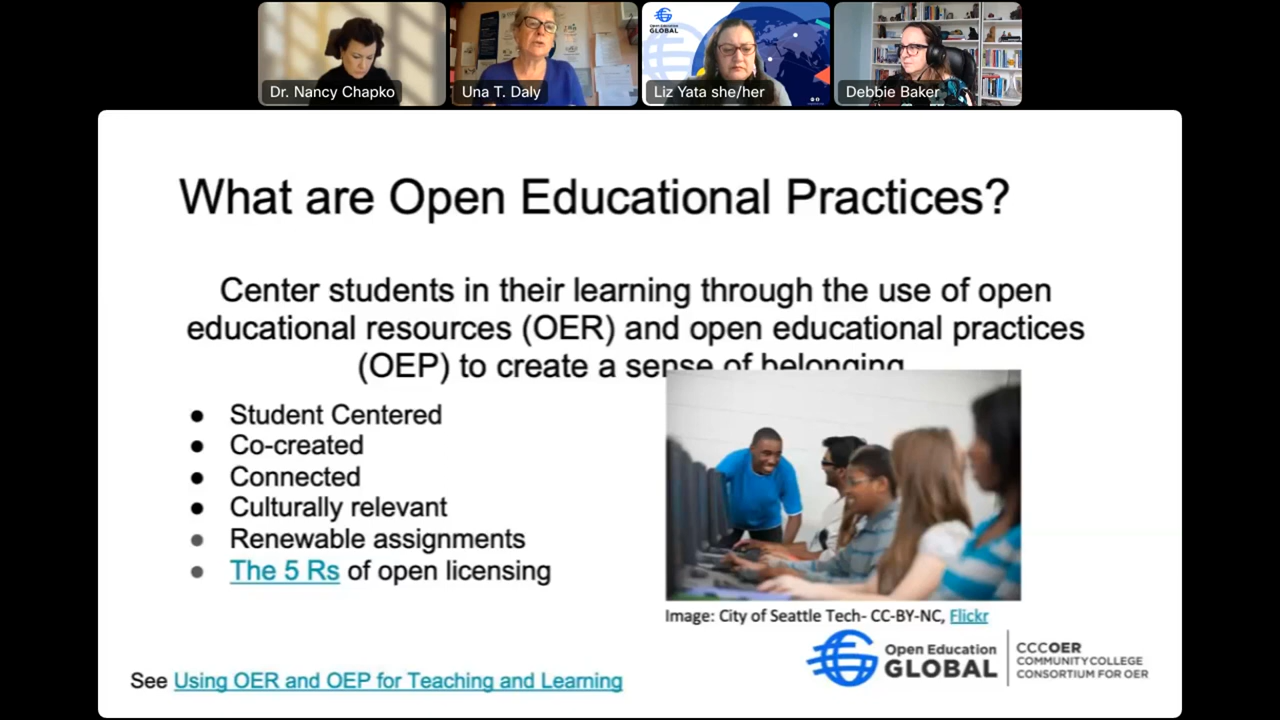 Open Education
GLOBAL
Dr. Nancy Chapko
Una T. Daly
Liz Yata she/her
Debbie Baker
What are Open Educational Practices?
Center students in their learning through the use of open
educational resources (OER) and open educational practices
(OEP) to create a sense of belonging
● Student Centered
● Co-created
● Connected
● Culturally relevant
● Renewable assignments
● The 5 Rs of open licensing
Image: City of Seattle Tech- CC-BY-NC, Flickr
Open Education
GLOBAL
CCCOER
COMMUNITY COLLEGE
CONSORTIUM FOR OER
See Using OER and OEP for Teaching and Learning